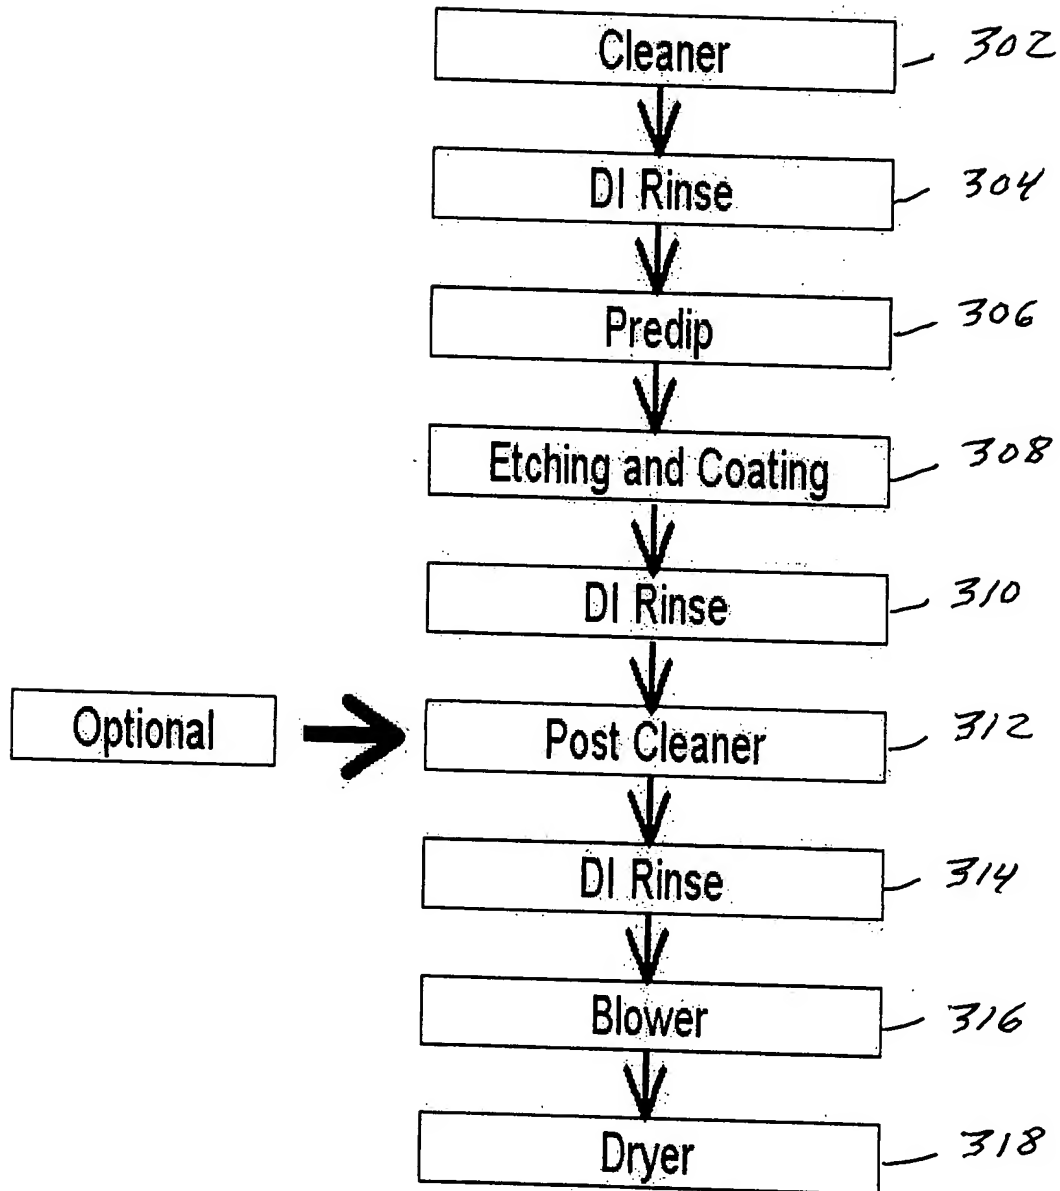 Cleaner 302
DI Rinse 304
Predip 306
Etching and Coating 308
DI Rinse 310
Optional Post Cleaner 312
DI Rinse 314
Blower 316
Dryer 318